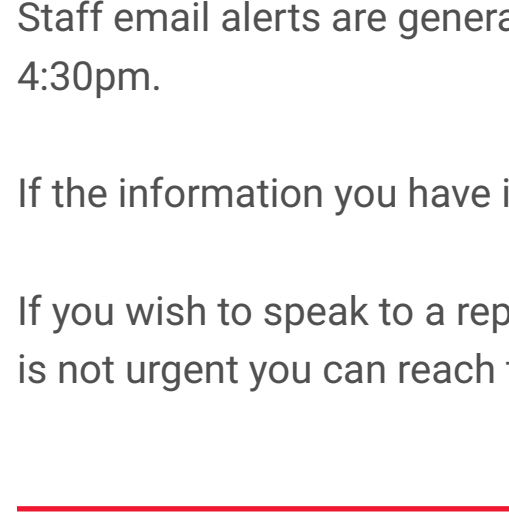 Staff email alerts are genera
4:30pm.
If the information you have i
If you wish to speak to a rep
is not urgent you can reach